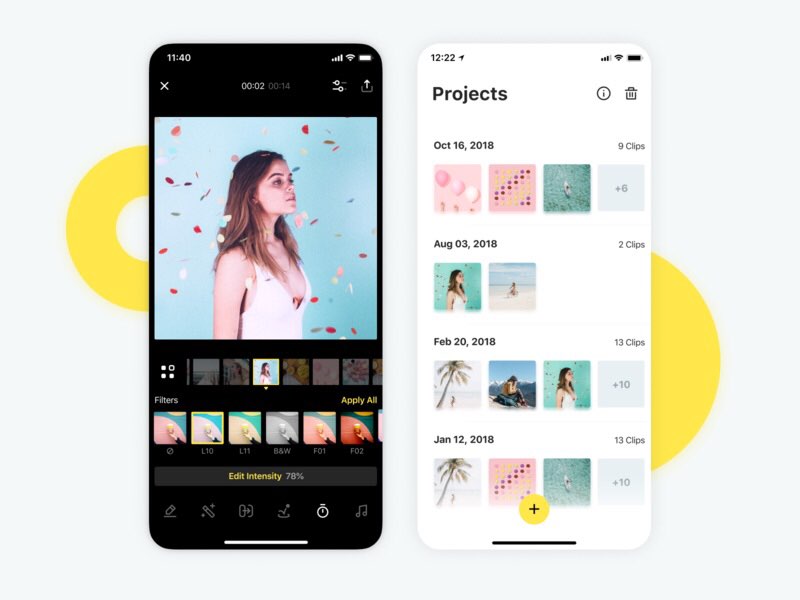 11:40
00:02 00:14
Filters
Apply All
L10
L11
B&W
F01
F02
Edit Intensity 78%
12:22
Projects
Oct 16, 2018
9 Clips
+6
Aug 03, 2018
2 Clips
Feb 20, 2018
13 Clips
+10
Jan 12, 2018
13 Clips
+10
+